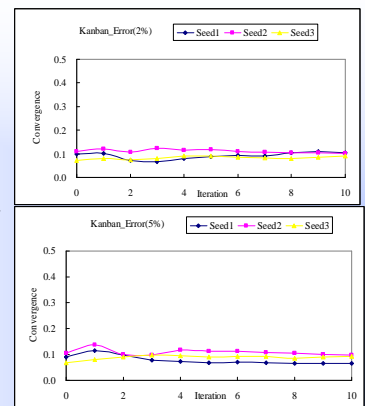 Kanban_Error(2%)
Seed1 Seed2 Seed3
Convergence
0.5
0.4
0.3
0.2
0.1
0.0
0 2 4 6 8 10
Iteration
Kanban_Error(5%)
Seed1 Seed2 Seed3
Convergence
0.5
0.4
0.3
0.2
0.1
0.0
0 2 4 6 8 10
Iteration